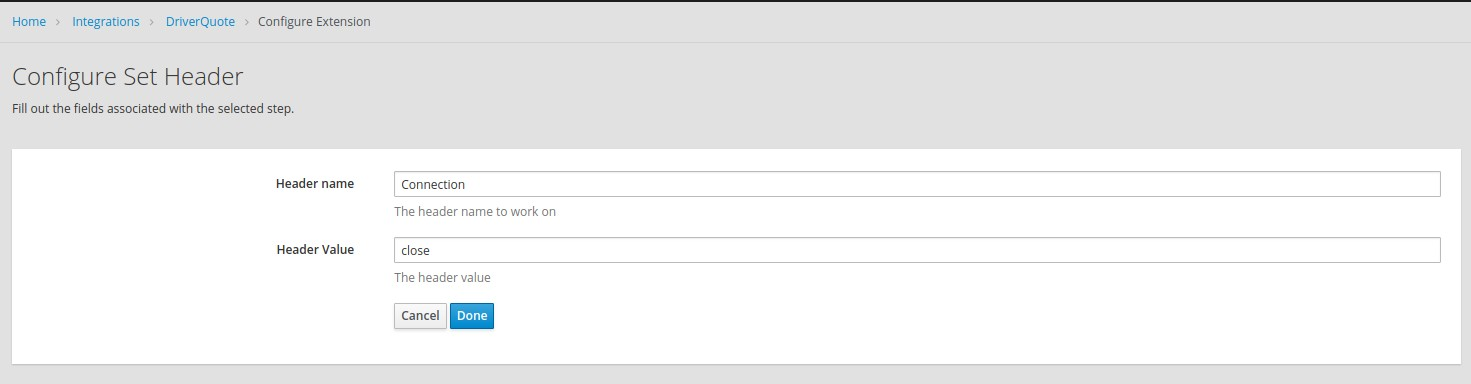 Home › Integrations › DriverQuote › Configure Extension
Configure Set Header
Fill out the fields associated with the selected step.
Header name Connection
The header name to work on
Header Value close
The header value
Cancel Done